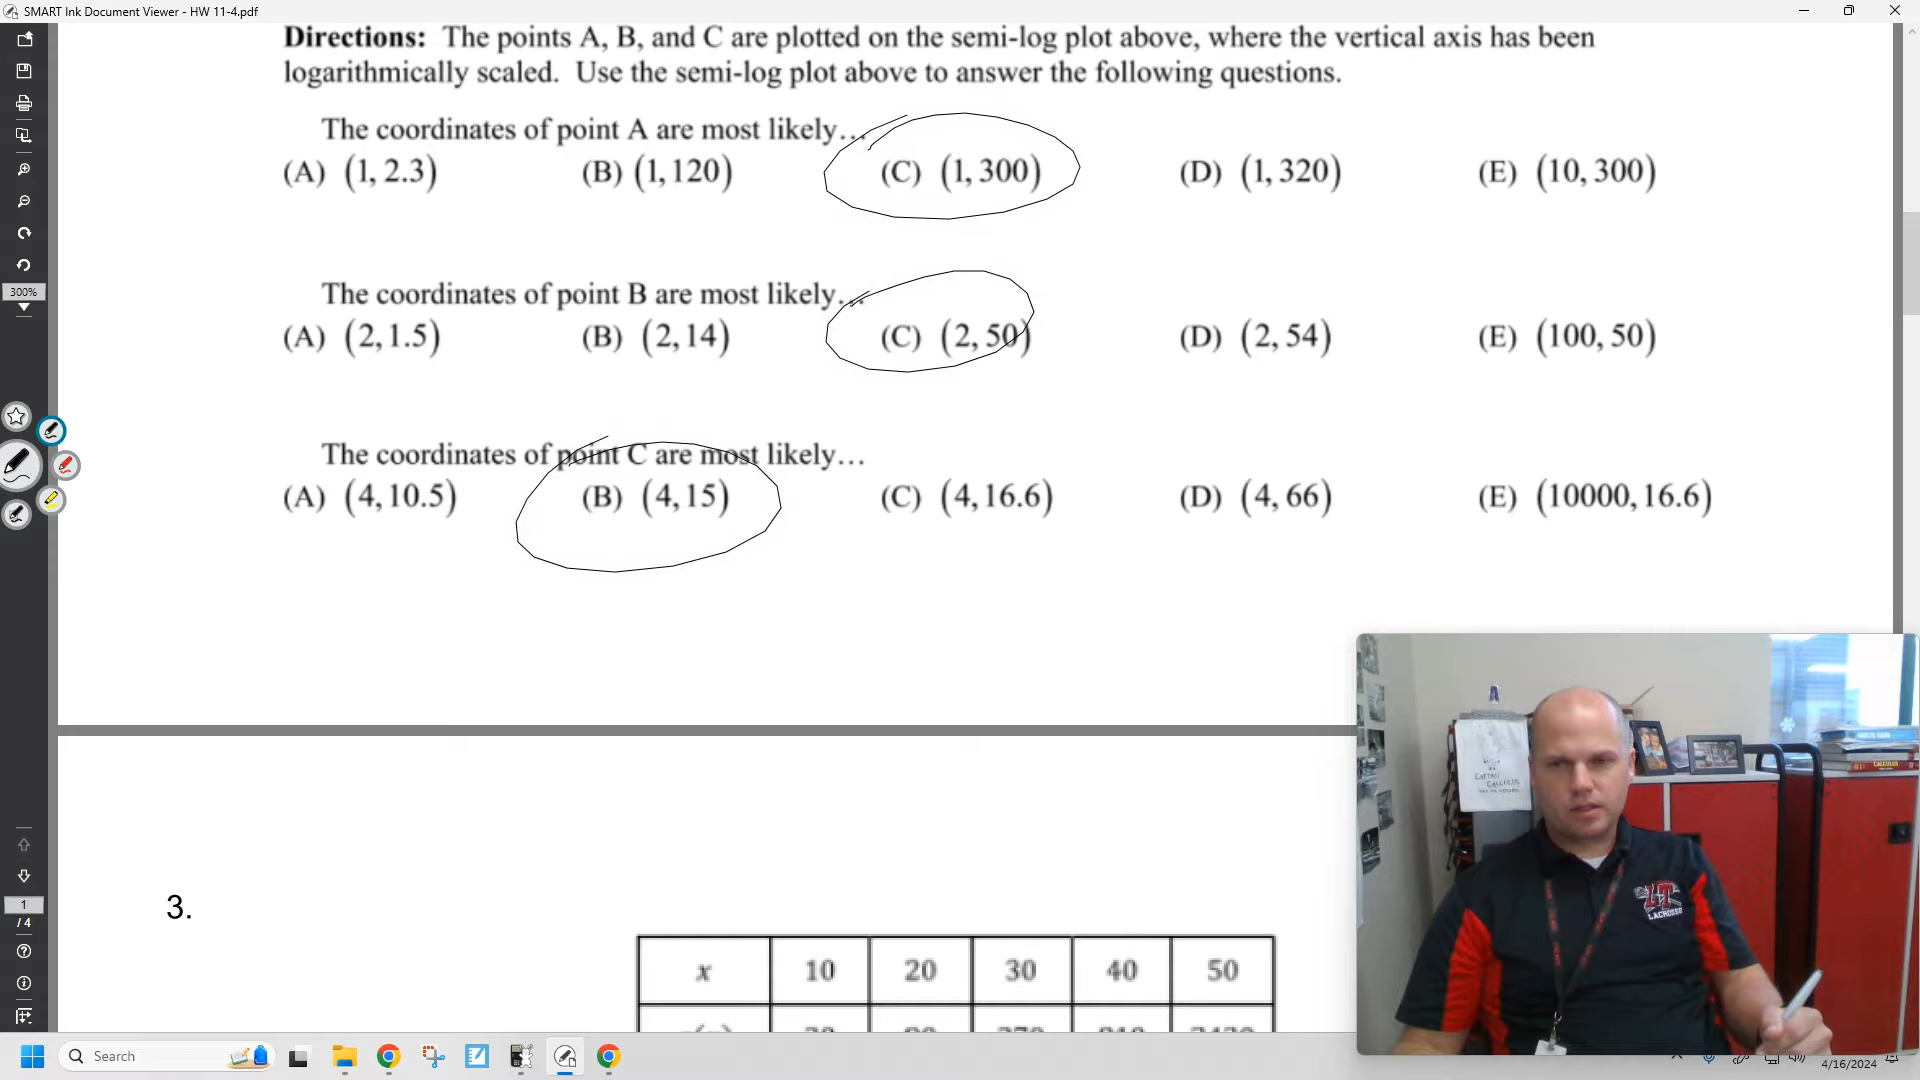 SMART Ink Document Viewer - HW 11-4.pdf
Directions: The points A, B, and C are plotted on the semi-log plot above, where the vertical axis has been
logarithmically scaled. Use the semi-log plot above to answer the following questions.
The coordinates of point A are most likely…
(A) (1, 2.3) (B) (1, 120) (C) (1, 300) (D) (1, 320) (E) (10, 300)
The coordinates of point B are most likely…
(A) (2, 1.5) (B) (2, 14) (C) (2, 50) (D) (2, 54) (E) (100, 50)
300%
The coordinates of point C are most likely…
(A) (4, 10.5) (B) (4, 15) (C) (4, 16.6) (D) (4, 66) (E) (10000, 16.6)
CAPTAIN
CALCULUS
CALCULUS
LT
LACROSSE
1
/ 4
3.
x 10 20 30 40 50
Search
4/16/2024